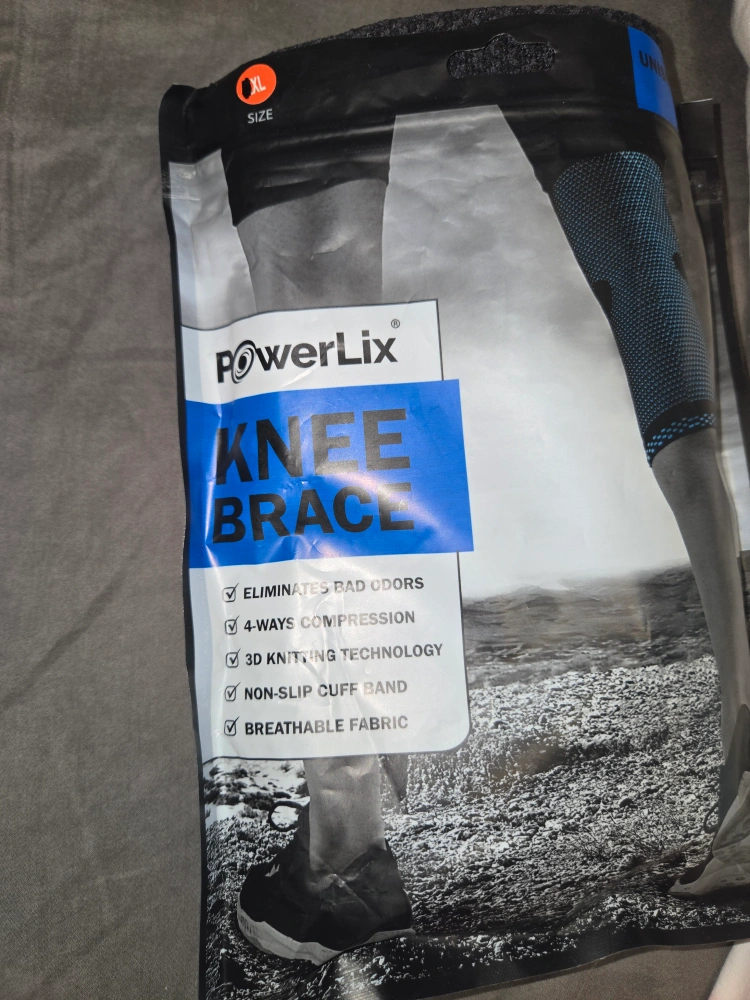 XL
SIZE
PowerLix®
KNEE
BRACE
ELIMINATES BAD ODORS
4-WAYS COMPRESSION
3D KNITTING TECHNOLOGY
NON-SLIP CUFF BAND
BREATHABLE FABRIC